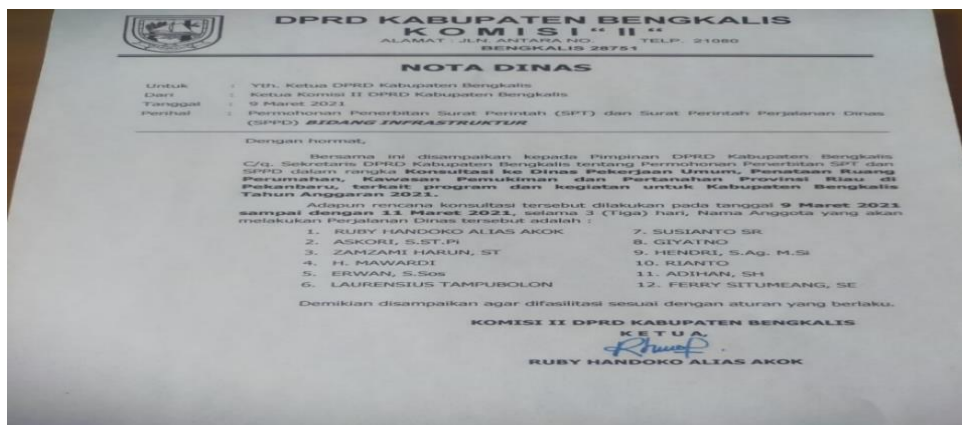 DPRD KABUPATEN BENGKALIS
KOMISI "II"
ALAMAT : JLN. ANTARA NO. TELP. 21080
BENGKALIS 28751
NOTA DINAS
Untuk : Yth. Ketua DPRD Kabupaten Bengkalis
Dari : Ketua Komisi II DPRD Kabupaten Bengkalis
Tanggal : 9 Maret 2021
Perihal : Permohonan Penerbitan Surat Perintah (SPT) dan Surat Perintah Perjalanan Dinas
(SPPD) BIDANG INFRASTRUKTUR
Dengan hormat,
Bersama ini disampaikan kepada Pimpinan DPRD Kabupaten Bengkalis
C/q. Sekretaris DPRD Kabupaten Bengkalis tentang Permohonan Penerbitan SPT dan
SPPD dalam rangka Konsultasi ke Dinas Pekerjaan Umum, Penataan Ruang
Perumahan, Kawasan Pemukiman dan Pertanahan Provinsi Riau di
Pekanbaru, terkait program dan kegiatan untuk Kabupaten Bengkalis
Tahun Anggaran 2021.
Adapun rencana konsultasi tersebut dilakukan pada tanggal 9 Maret 2021
sampai dengan 11 Maret 2021, selama 3 (Tiga) hari, Nama Anggota yang akan
melakukan Perjalanan Dinas tersebut adalah :
1. RUBY HANDOKO ALIAS AKOK
2. ASKORI, S.ST.Pi
3. ZAMZAMI HARUN, ST
4. H. MAWARDI
5. ERWAN, S.Sos
6. LAURENSIUS TAMPUBOLON
7. SUSIANTO SR
8. GIYATNO
9. HENDRI, S.Ag. M.Si
10. RIANTO
11. ADIHAN, SH
12. FERRY SITUMEANG, SE
Demikian disampaikan agar difasilitasi sesuai dengan aturan yang berlaku.
KOMISI II DPRD KABUPATEN BENGKALIS
KETUA,
RUBY HANDOKO ALIAS AKOK